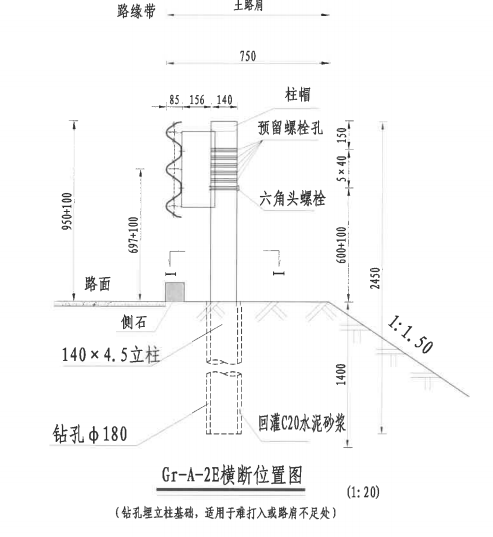 路缘带
土路肩
750
85 156 140
柱帽
预留螺栓孔
150
5×40
六角头螺栓
950+100
697+100
600+100
2450
I I
路面
侧石
1:1.50
140×4.5立柱
1400
钻孔φ180
回灌C20水泥砂浆
Gr-A-2E横断位置图
(1:20)
(钻孔埋立柱基础，适用于难打入或路肩不足处)